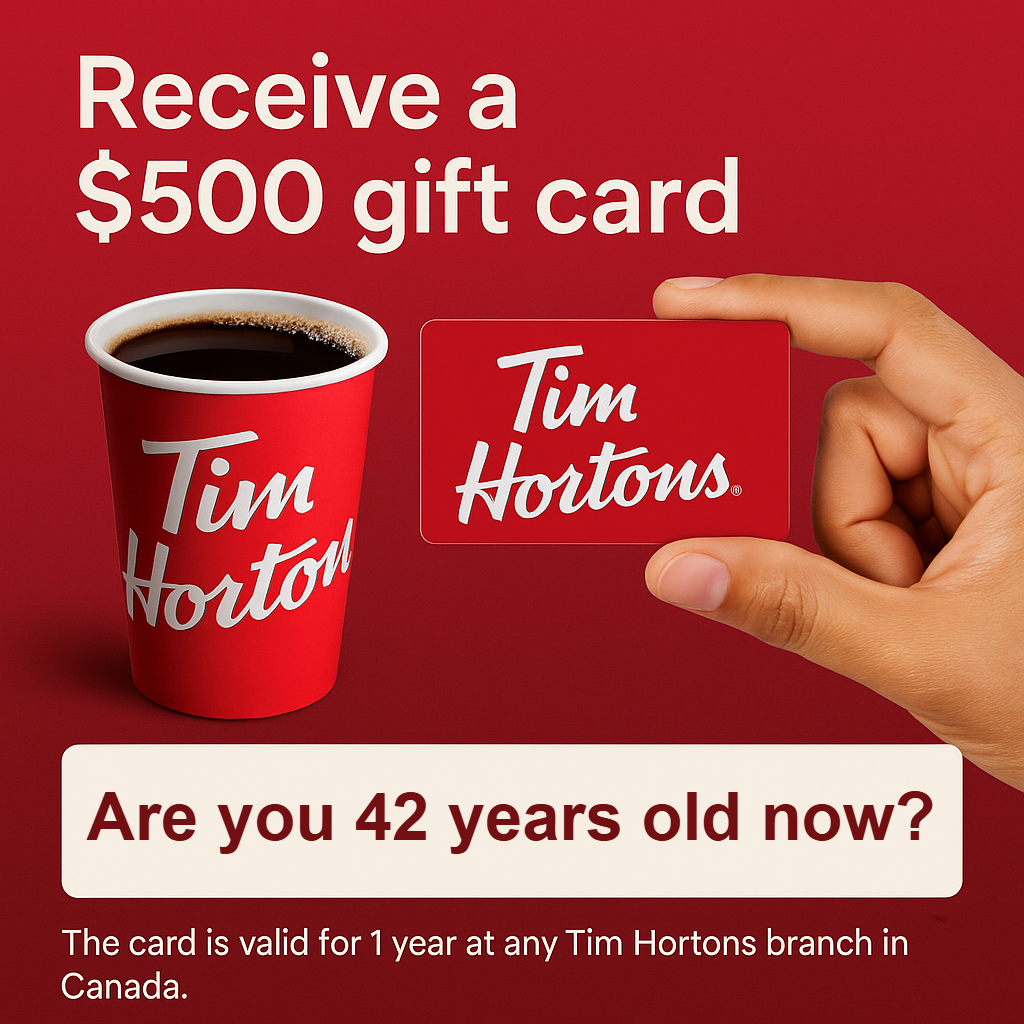 Receive a
$500 gift card
Tim
Horton
Tim
Hortons®
Are you 42 years old now?
The card is valid for 1 year at any Tim Hortons branch in
Canada.